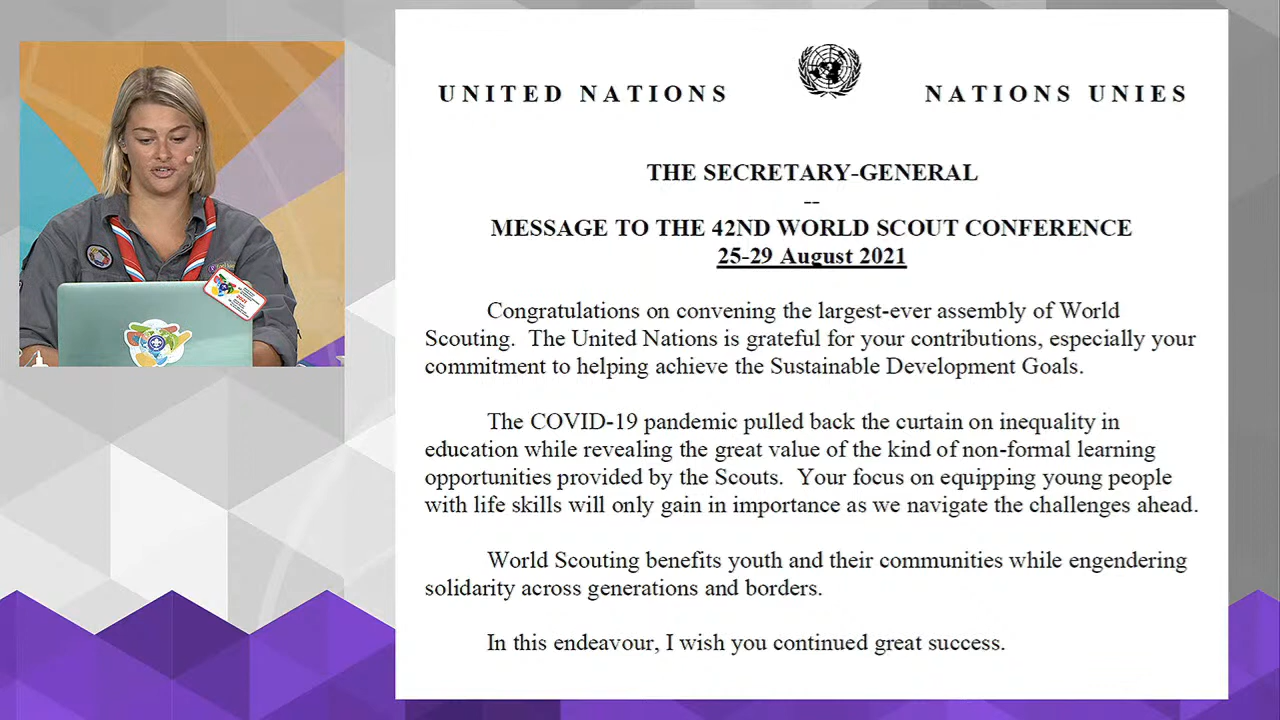 UNITED NATIONS NATIONS UNIES
THE SECRETARY-GENERAL
--
MESSAGE TO THE 42ND WORLD SCOUT CONFERENCE
25-29 August 2021
Congratulations on convening the largest-ever assembly of World
Scouting. The United Nations is grateful for your contributions, especially your
commitment to helping achieve the Sustainable Development Goals.
The COVID-19 pandemic pulled back the curtain on inequality in
education while revealing the great value of the kind of non-formal learning
opportunities provided by the Scouts. Your focus on equipping young people
with life skills will only gain in importance as we navigate the challenges ahead.
World Scouting benefits youth and their communities while engendering
solidarity across generations and borders.
In this endeavour, I wish you continued great success.